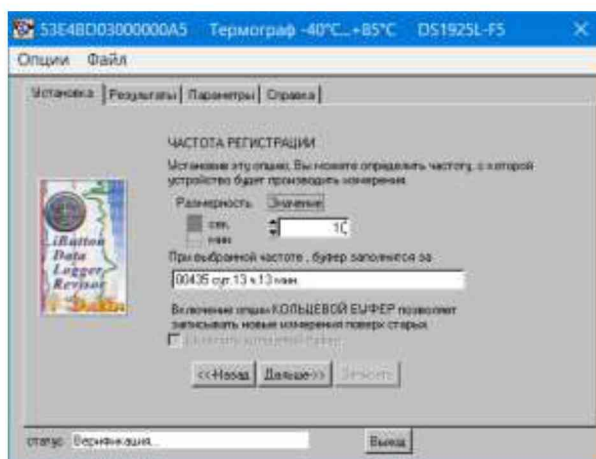 53E4BD03000000A5 Термограф -40°C...+85°C DS1925L-F5
Опции Файл
Установка Результаты Параметры Справка
ЧАСТОТА РЕГИСТРАЦИИ
Установив эту опцию, Вы можете определить частоту, с которой
устройство будет производить измерения.
Размерность Значение
сек.
мин
10
При выбранной частоте , буфер заполнится за
00435 сут.13 ч.13 мин.
Включение опции КОЛЬЦЕВОЙ БУФЕР позволяет
записывать новые измерения поверх старых
<<Назад Дальше>>
iButton
Data
Logger
Revisor
статус Верификация...
Выход